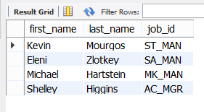 Result Grid Filter Rows:
first_name last_name job_id
Kevin Mourgos ST_MAN
Eleni Zlotkey SA_MAN
Michael Hartstein MK_MAN
Shelley Higgins AC_MGR